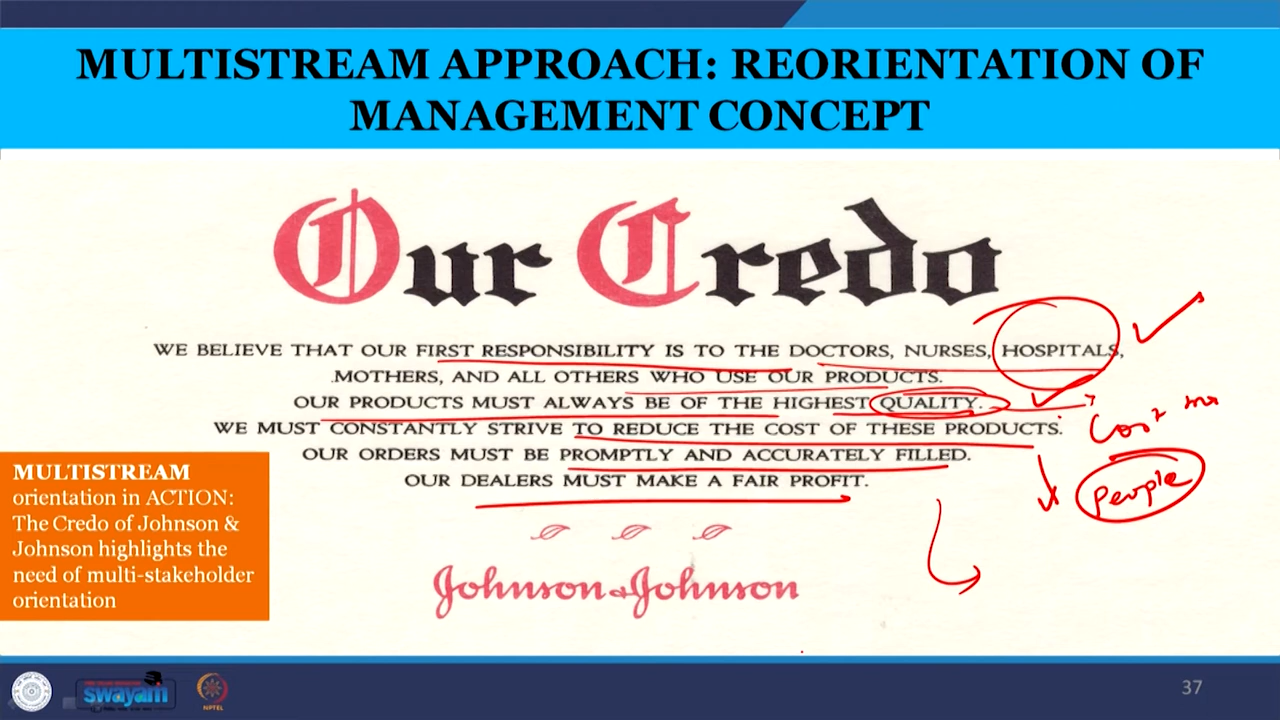 MULTISTREAM APPROACH: REORIENTATION OF
MANAGEMENT CONCEPT
Our Credo
WE BELIEVE THAT OUR FIRST RESPONSIBILITY IS TO THE DOCTORS, NURSES, HOSPITALS,
MOTHERS, AND ALL OTHERS WHO USE OUR PRODUCTS.
OUR PRODUCTS MUST ALWAYS BE OF THE HIGHEST QUALITY.
WE MUST CONSTANTLY STRIVE TO REDUCE THE COST OF THESE PRODUCTS.
OUR ORDERS MUST BE PROMPTLY AND ACCURATELY FILLED.
OUR DEALERS MUST MAKE A FAIR PROFIT.
People
Johnson & Johnson
MULTISTREAM
orientation in ACTION:
The Credo of Johnson &
Johnson highlights the
need of multi-stakeholder
orientation
swayam
NPTEL
37